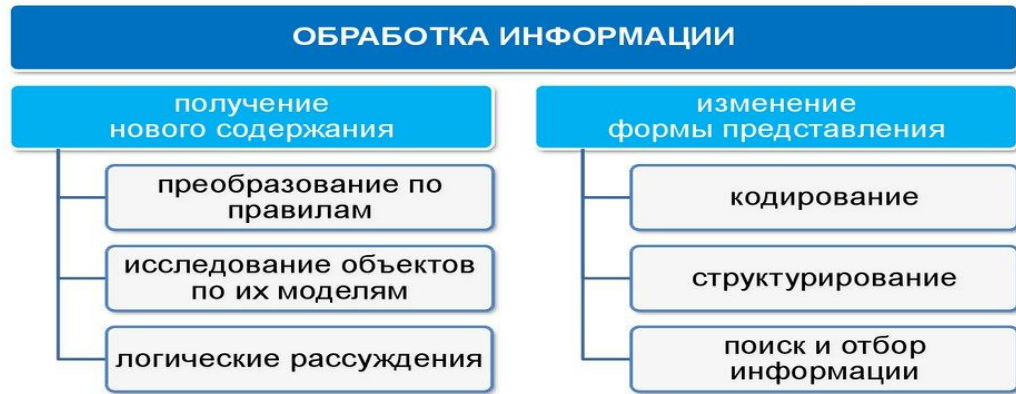 ОБРАБОТКА ИНФОРМАЦИИ
получение
нового содержания
преобразование по
правилам
исследование объектов
по их моделям
логические рассуждения
изменение
формы представления
кодирование
структурирование
поиск и отбор
информации